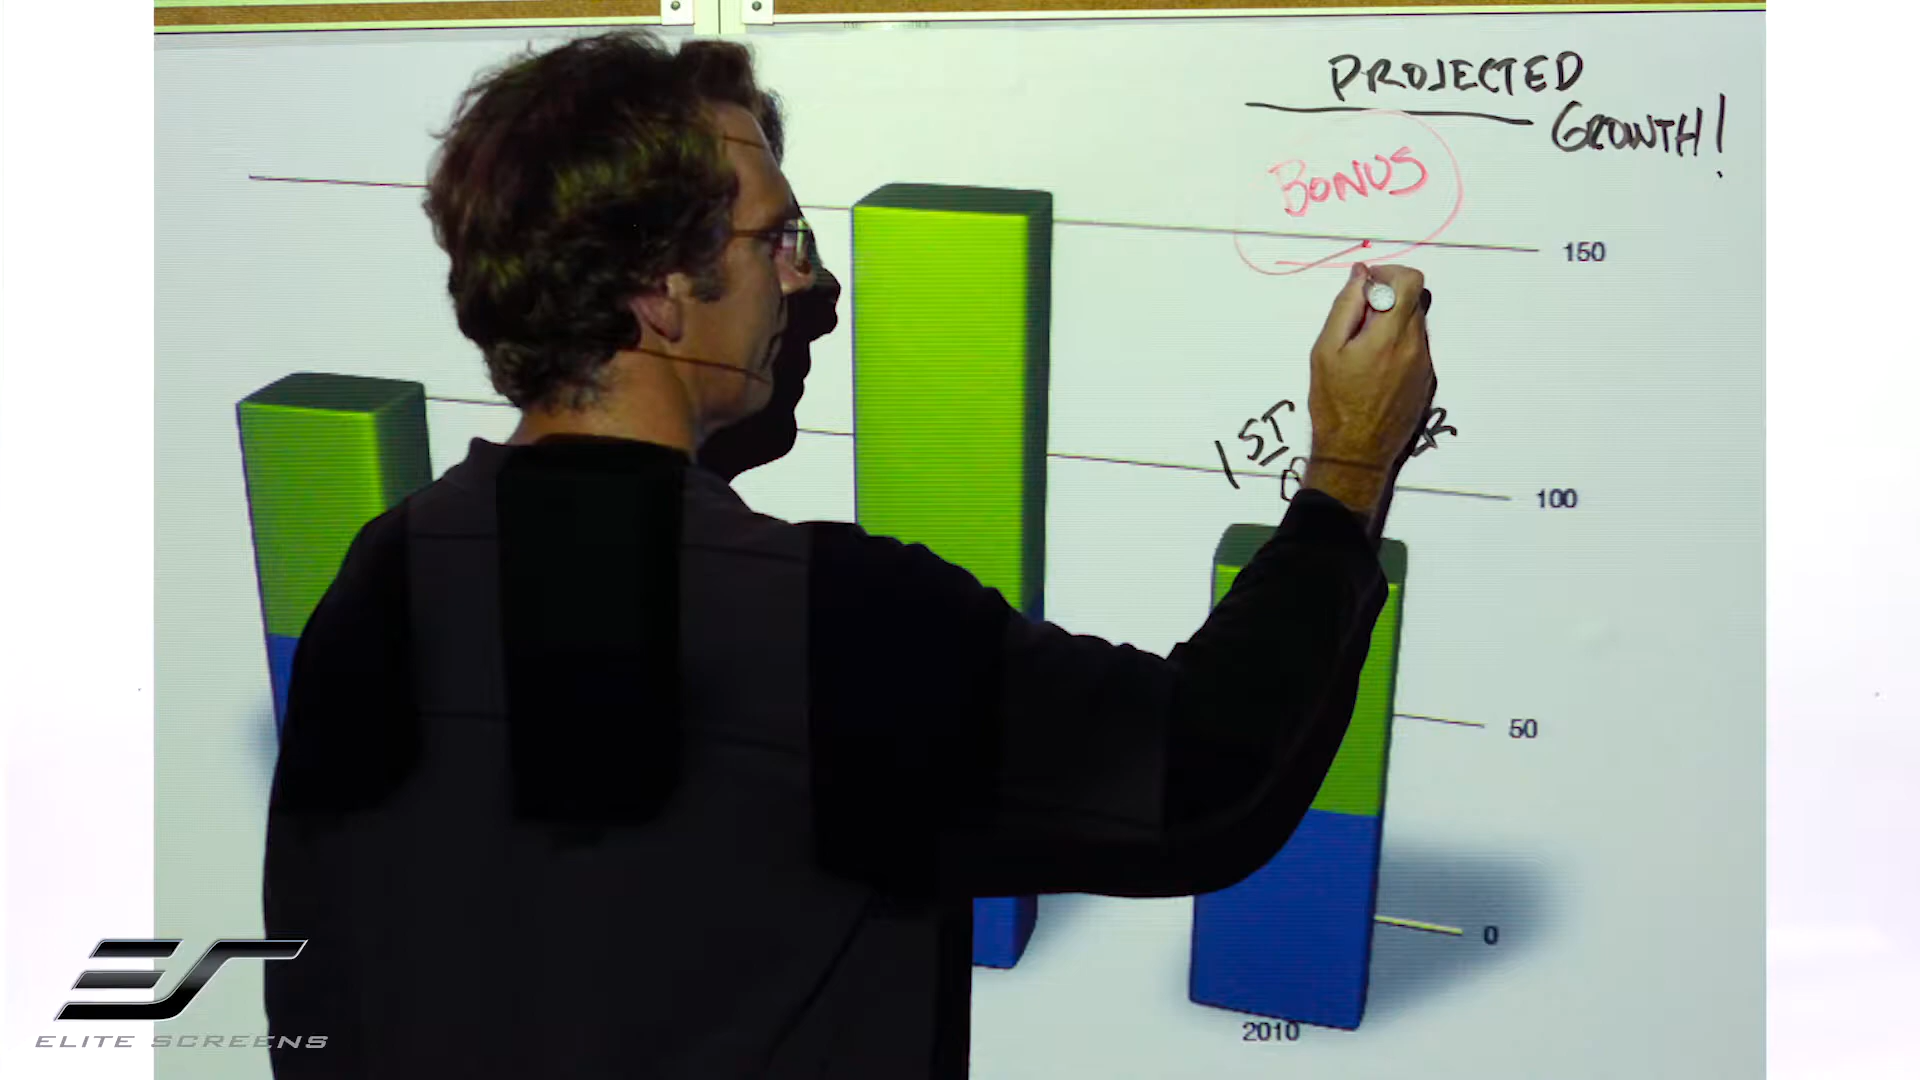 PROJECTED
GROWTH!
BONUS
150
1ST
100
50
0
2010
ELITE SCREENS